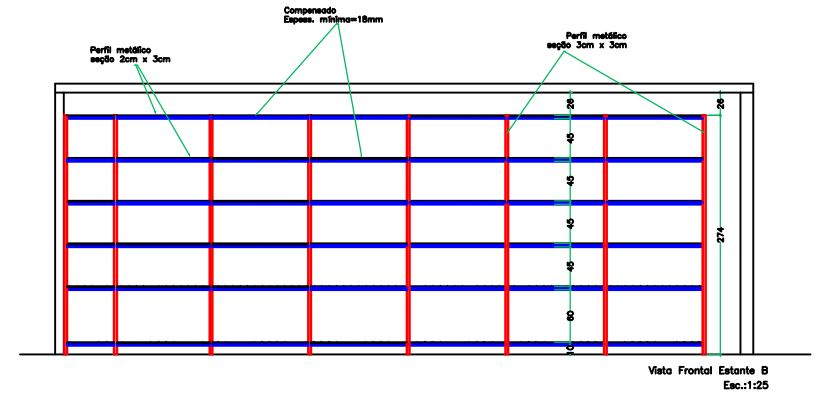 Compensado
Espess. mínima=18mm
Perfil metálico
seção 2cm x 3cm
Perfil metálico
seção 3cm x 3cm
26
26
45
45
45
45
274
60
10
Vista Frontal Estante B
Esc.:1:25